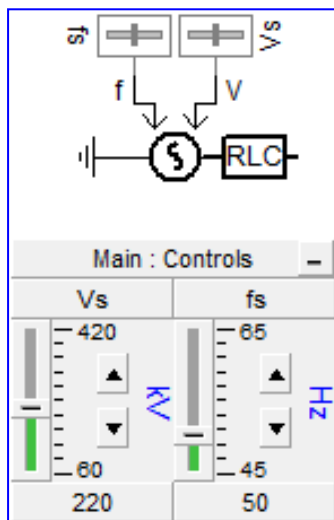 fs Vs
f V
RLC
Main : Controls
Vs fs
420 65
kV Hz
60 45
220 50